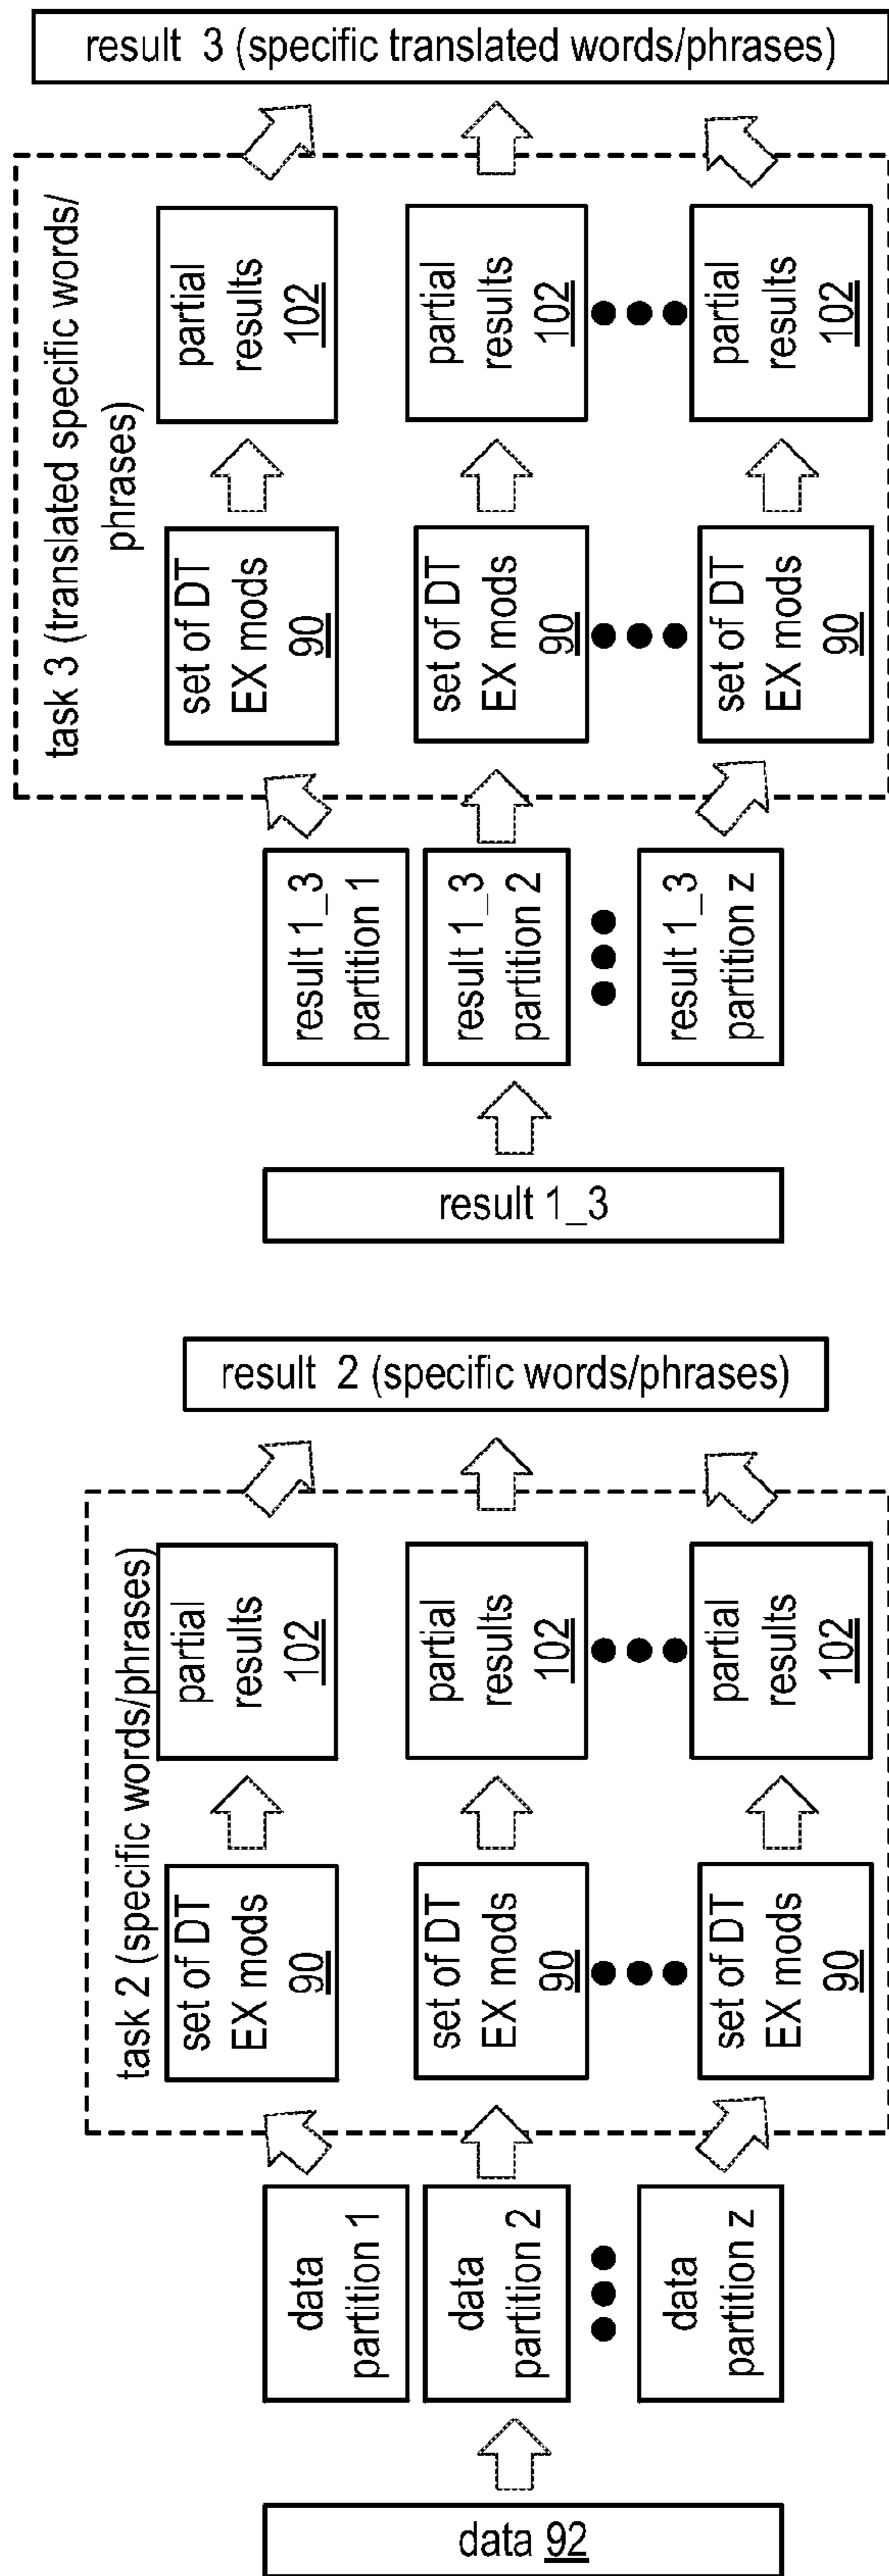 data 92
data
partition 1
data
partition 2
data
partition z
task 2 (specific words/phrases)
set of DT
EX mods
90
set of DT
EX mods
90
set of DT
EX mods
90
partial
results
102
partial
results
102
partial
results
102
result 2 (specific words/phrases)
result 1_3
result 1_3
partition 1
result 1_3
partition 2
result 1_3
partition z
task 3 (translated specific words/
phrases)
set of DT
EX mods
90
set of DT
EX mods
90
set of DT
EX mods
90
partial
results
102
partial
results
102
partial
results
102
result 3 (specific translated words/phrases)